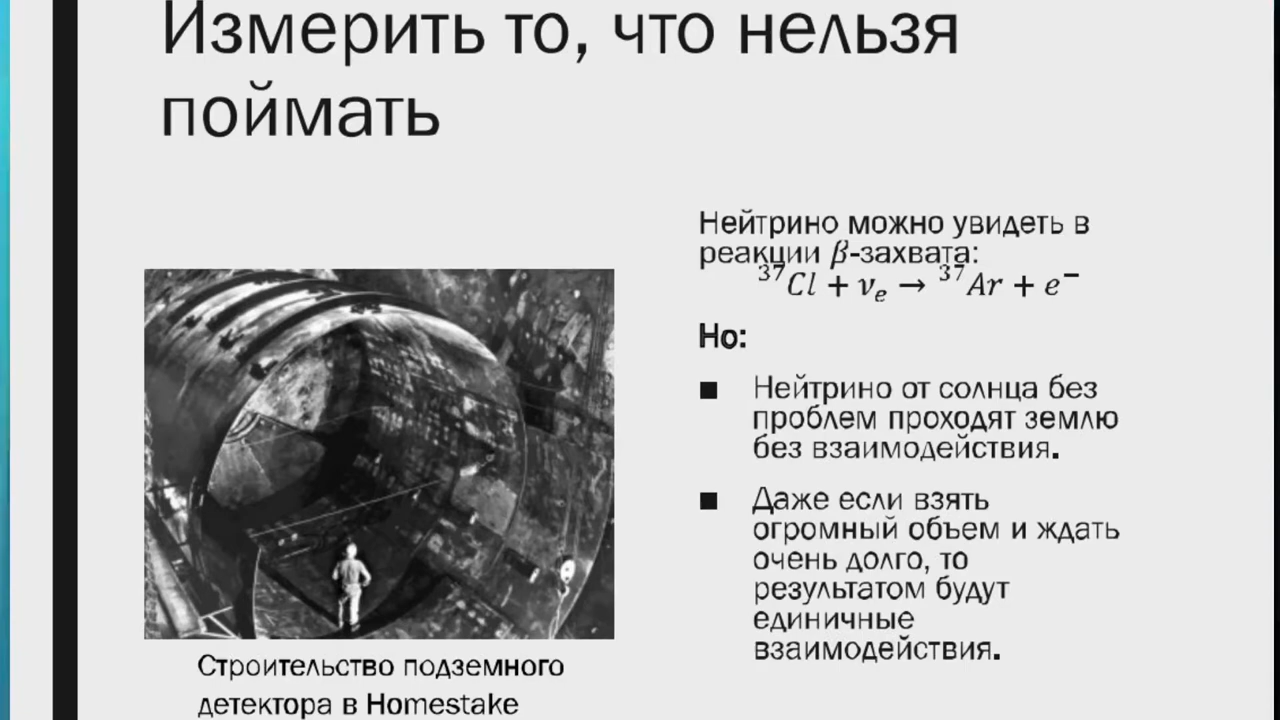 Измерить то, что нельзя
поймать
Нейтрино можно увидеть в
реакции β-захвата:
³⁷Cl + νₑ → ³⁷Ar + e⁻
Но:
■ Нейтрино от солнца без
проблем проходят землю
без взаимодействия.
■ Даже если взять
огромный объем и ждать
очень долго, то
результатом будут
единичные
взаимодействия.
Строительство подземного
детектора в Homestake